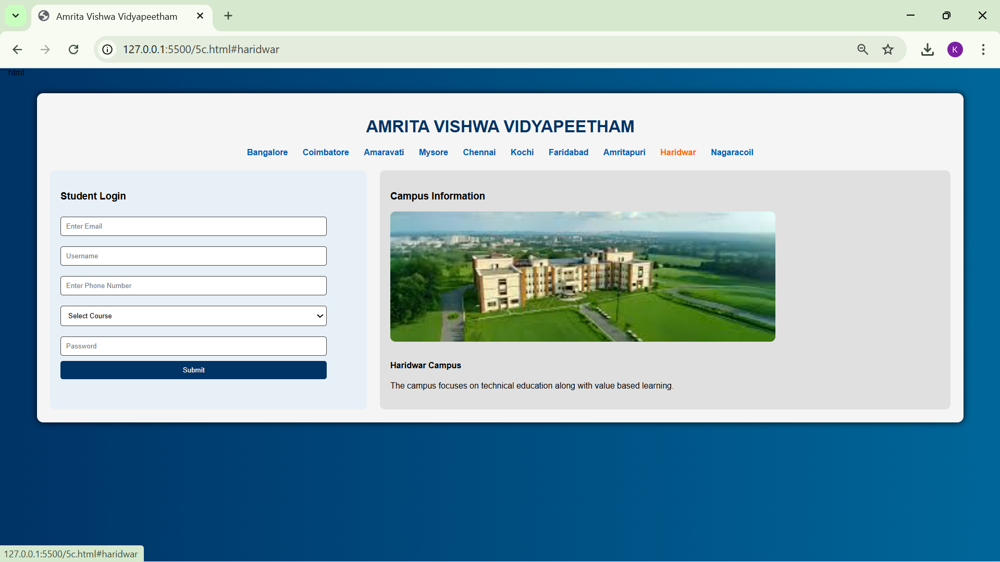 Amrita Vishwa Vidyapeetham
127.0.0.1:5500/5c.html#haridwar
K
```html
AMRITA VISHWA VIDYAPEETHAM
Bangalore Coimbatore Amaravati Mysore Chennai Kochi Faridabad Amritapuri Haridwar Nagaracoil
Student Login
Enter Email
Username
Enter Phone Number
Select Course
Password
Submit
Campus Information
Haridwar Campus
The campus focuses on technical education along with value based learning.
127.0.0.1:5500/5c.html#haridwar